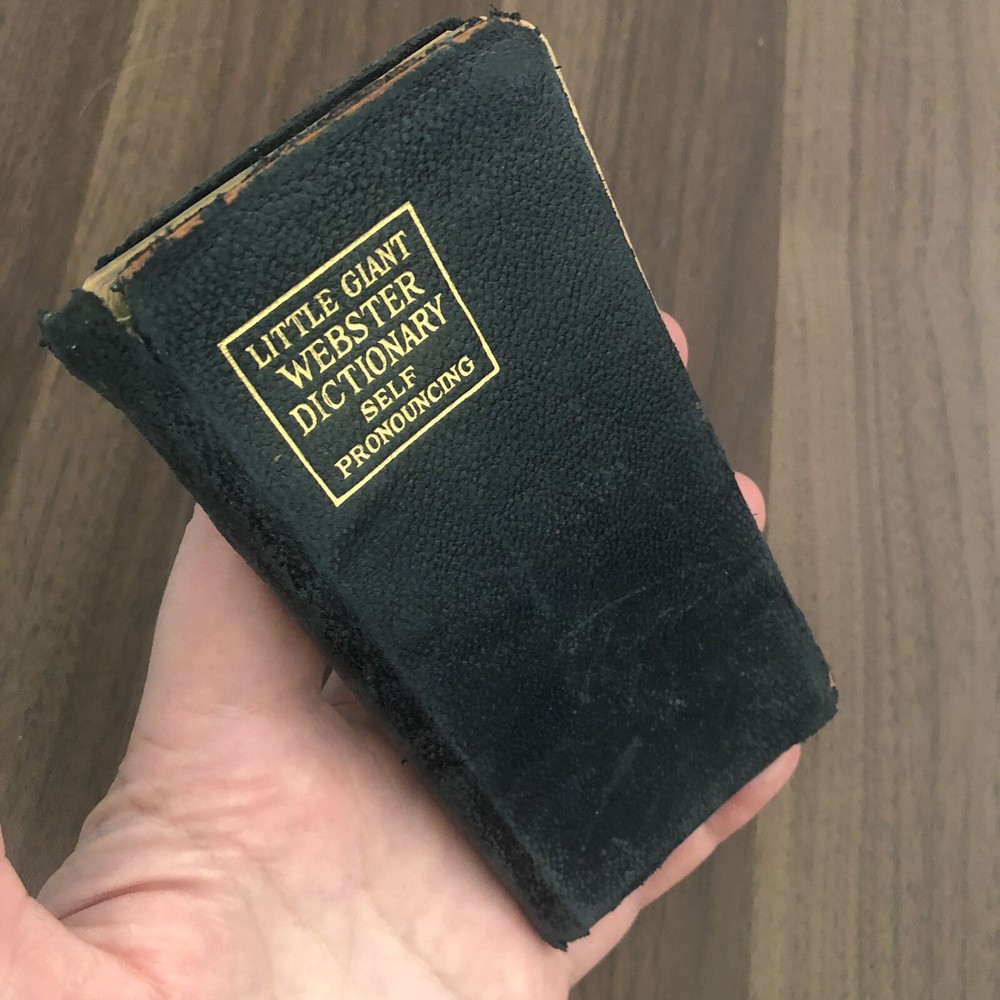 LITTLE GIANT
WEBSTER
DICTIONARY
SELF
PRONOUNCING